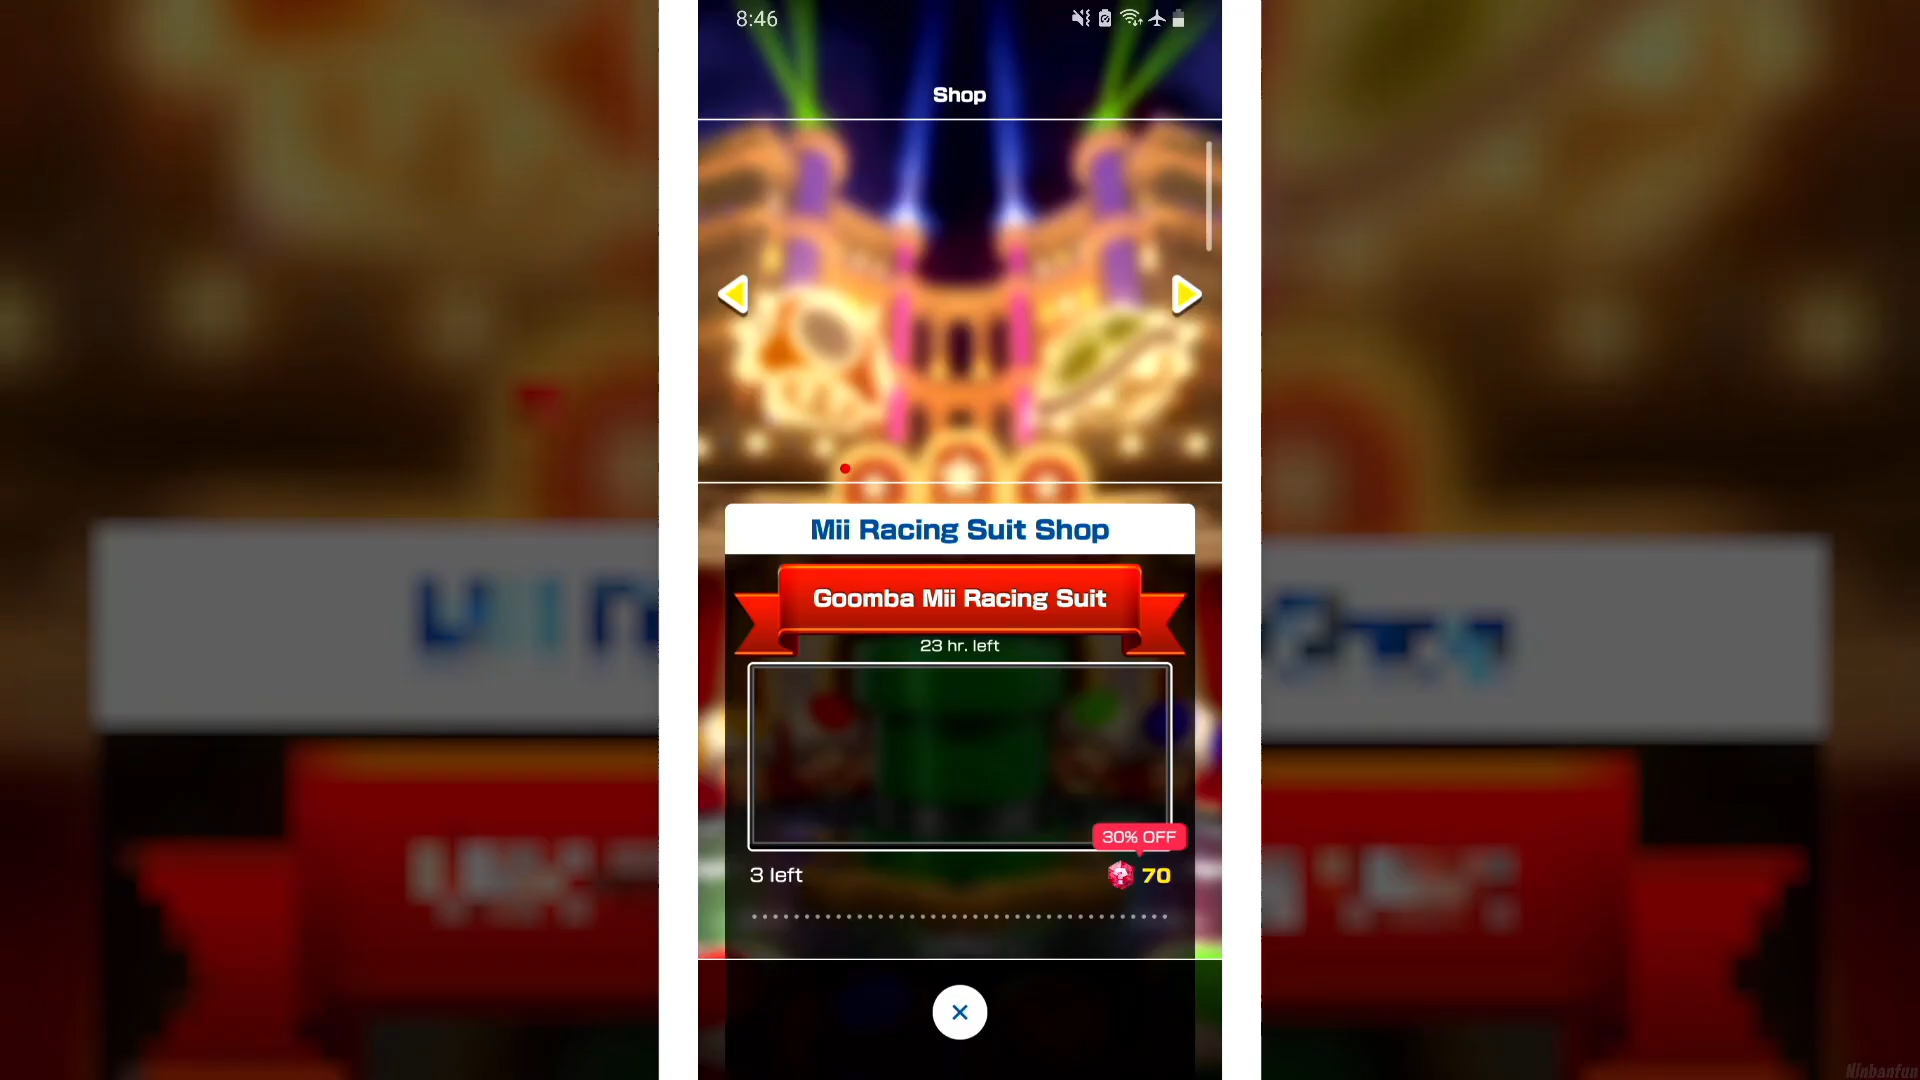 8:46
Shop
Mii Racing Suit Shop
Goomba Mii Racing Suit
23 hr. left
30% OFF
3 left
70
Ninbanfan